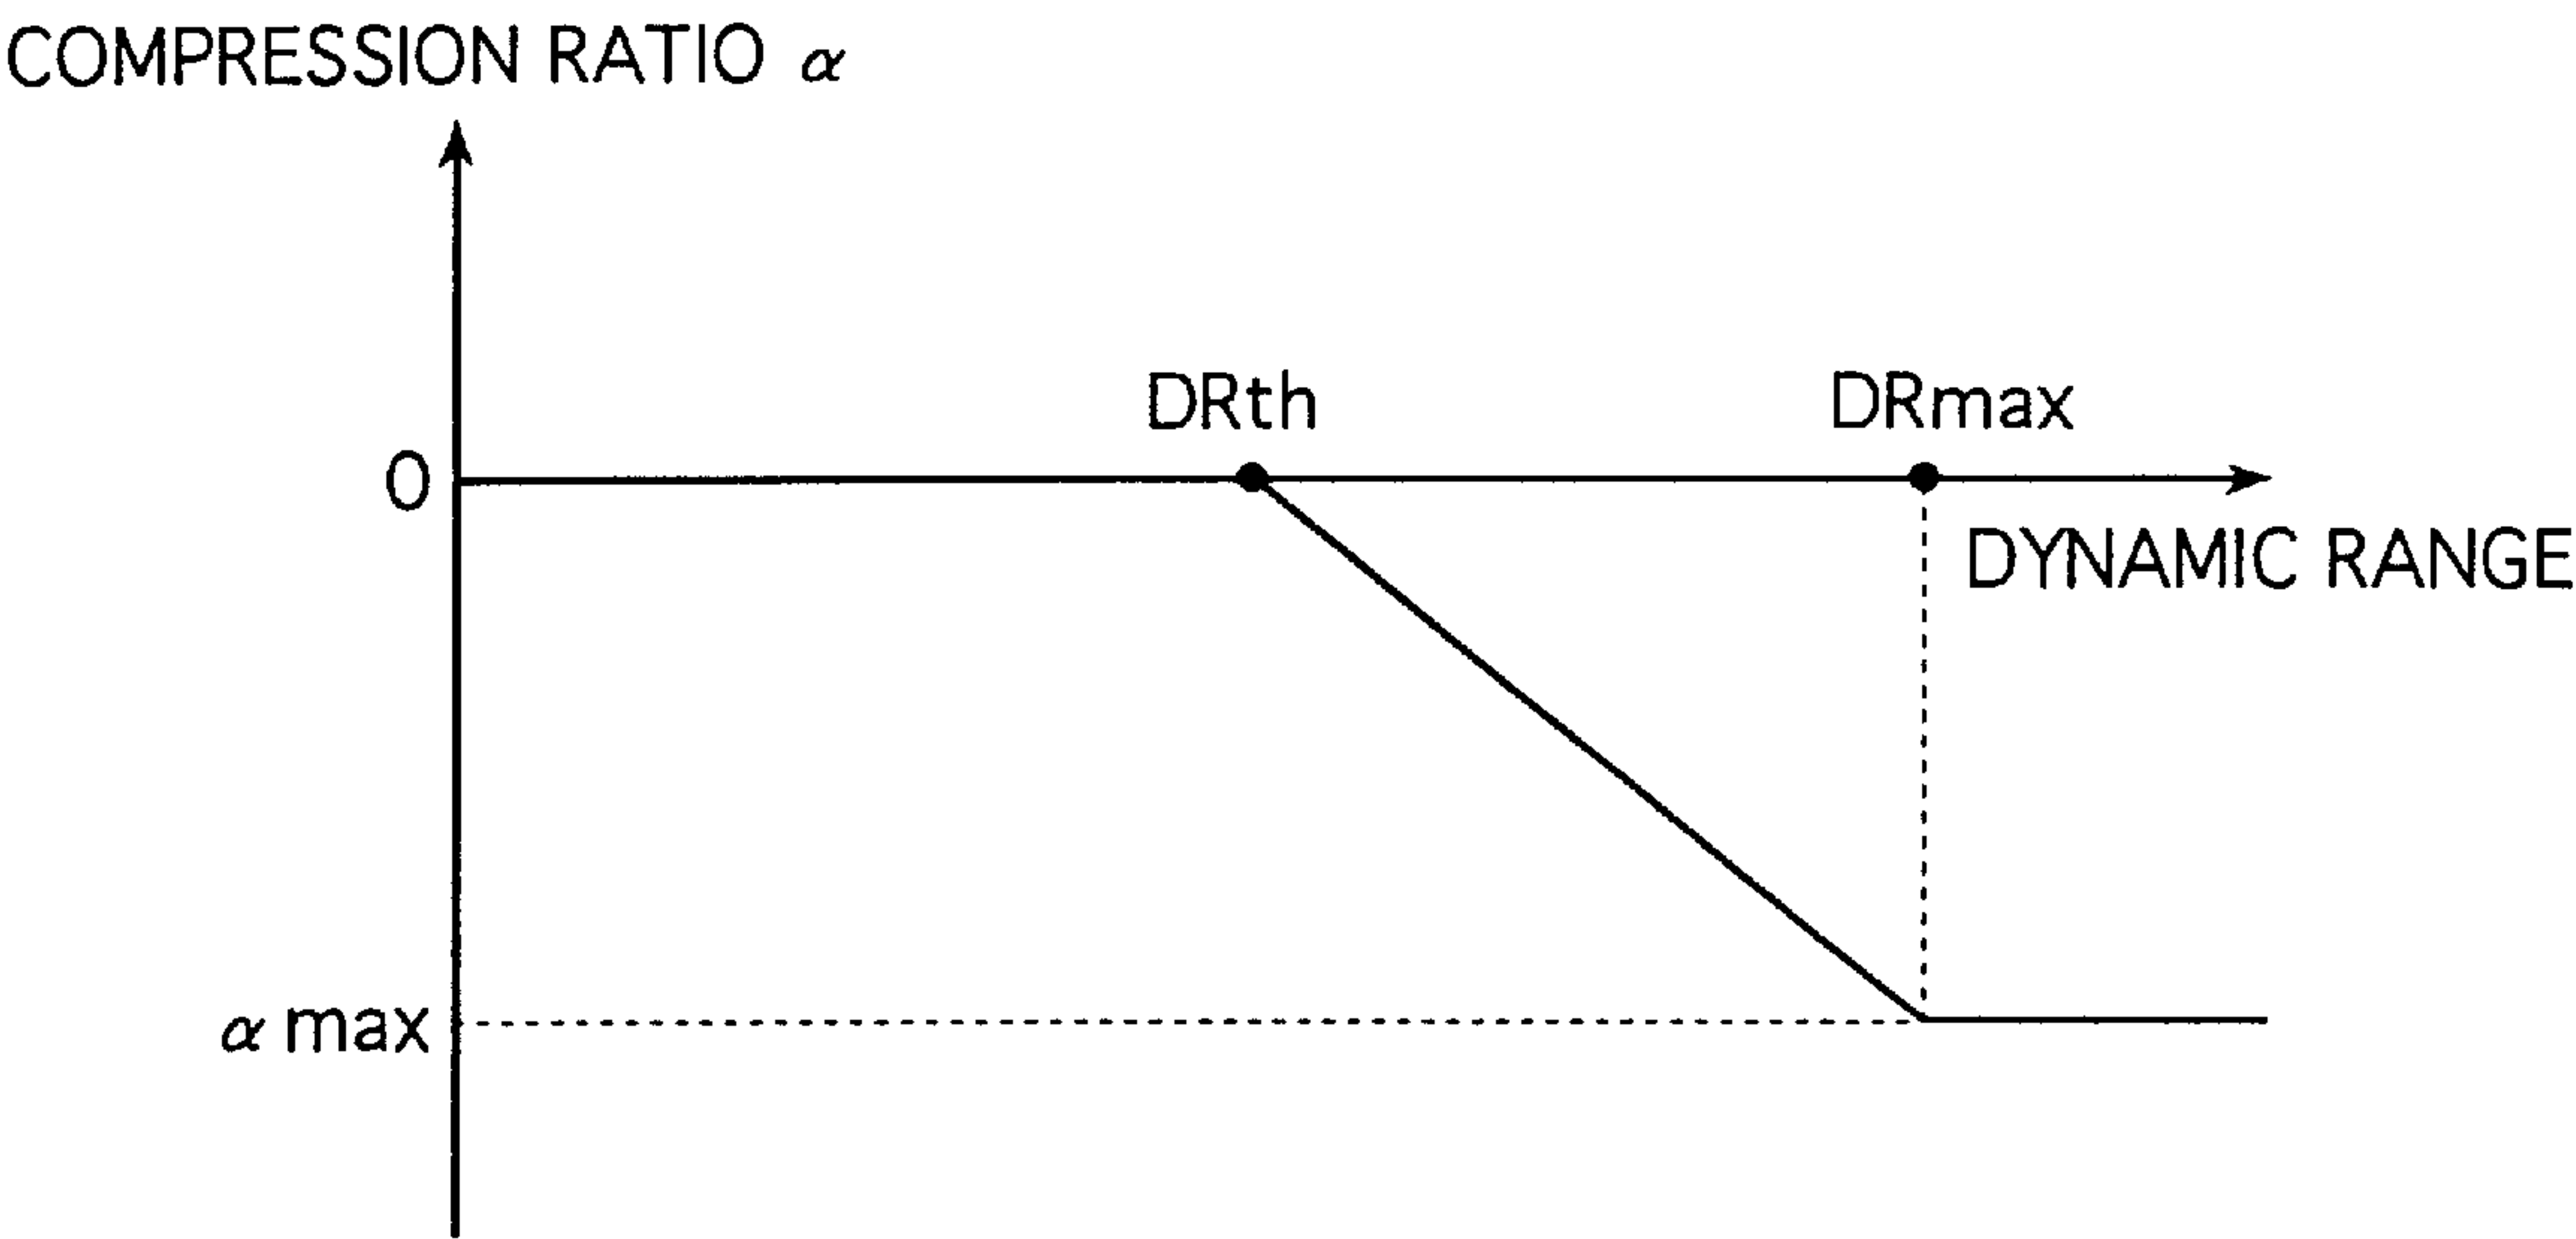 COMPRESSION RATIO α
DRth
DRmax
0
DYNAMIC RANGE
α max